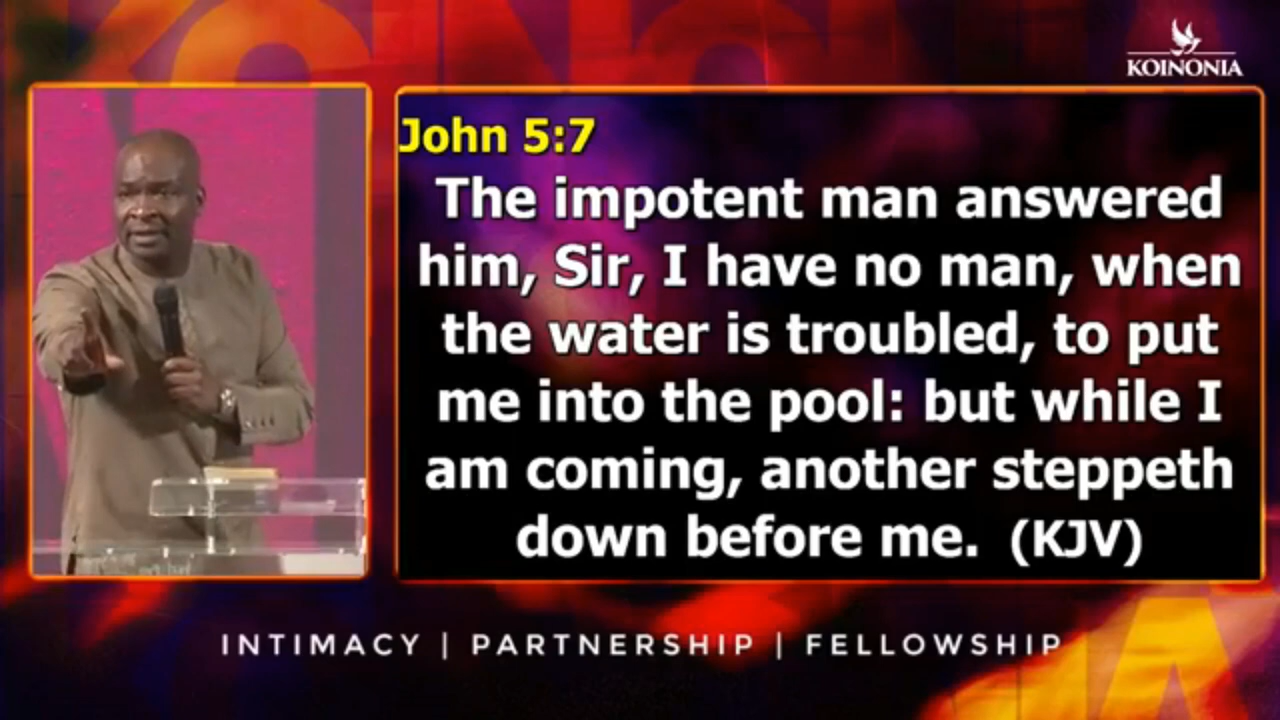 KOINONIA
John 5:7
The impotent man answered
him, Sir, I have no man, when
the water is troubled, to put
me into the pool: but while I
am coming, another steppeth
down before me. (KJV)
INTIMACY | PARTNERSHIP | FELLOWSHIP